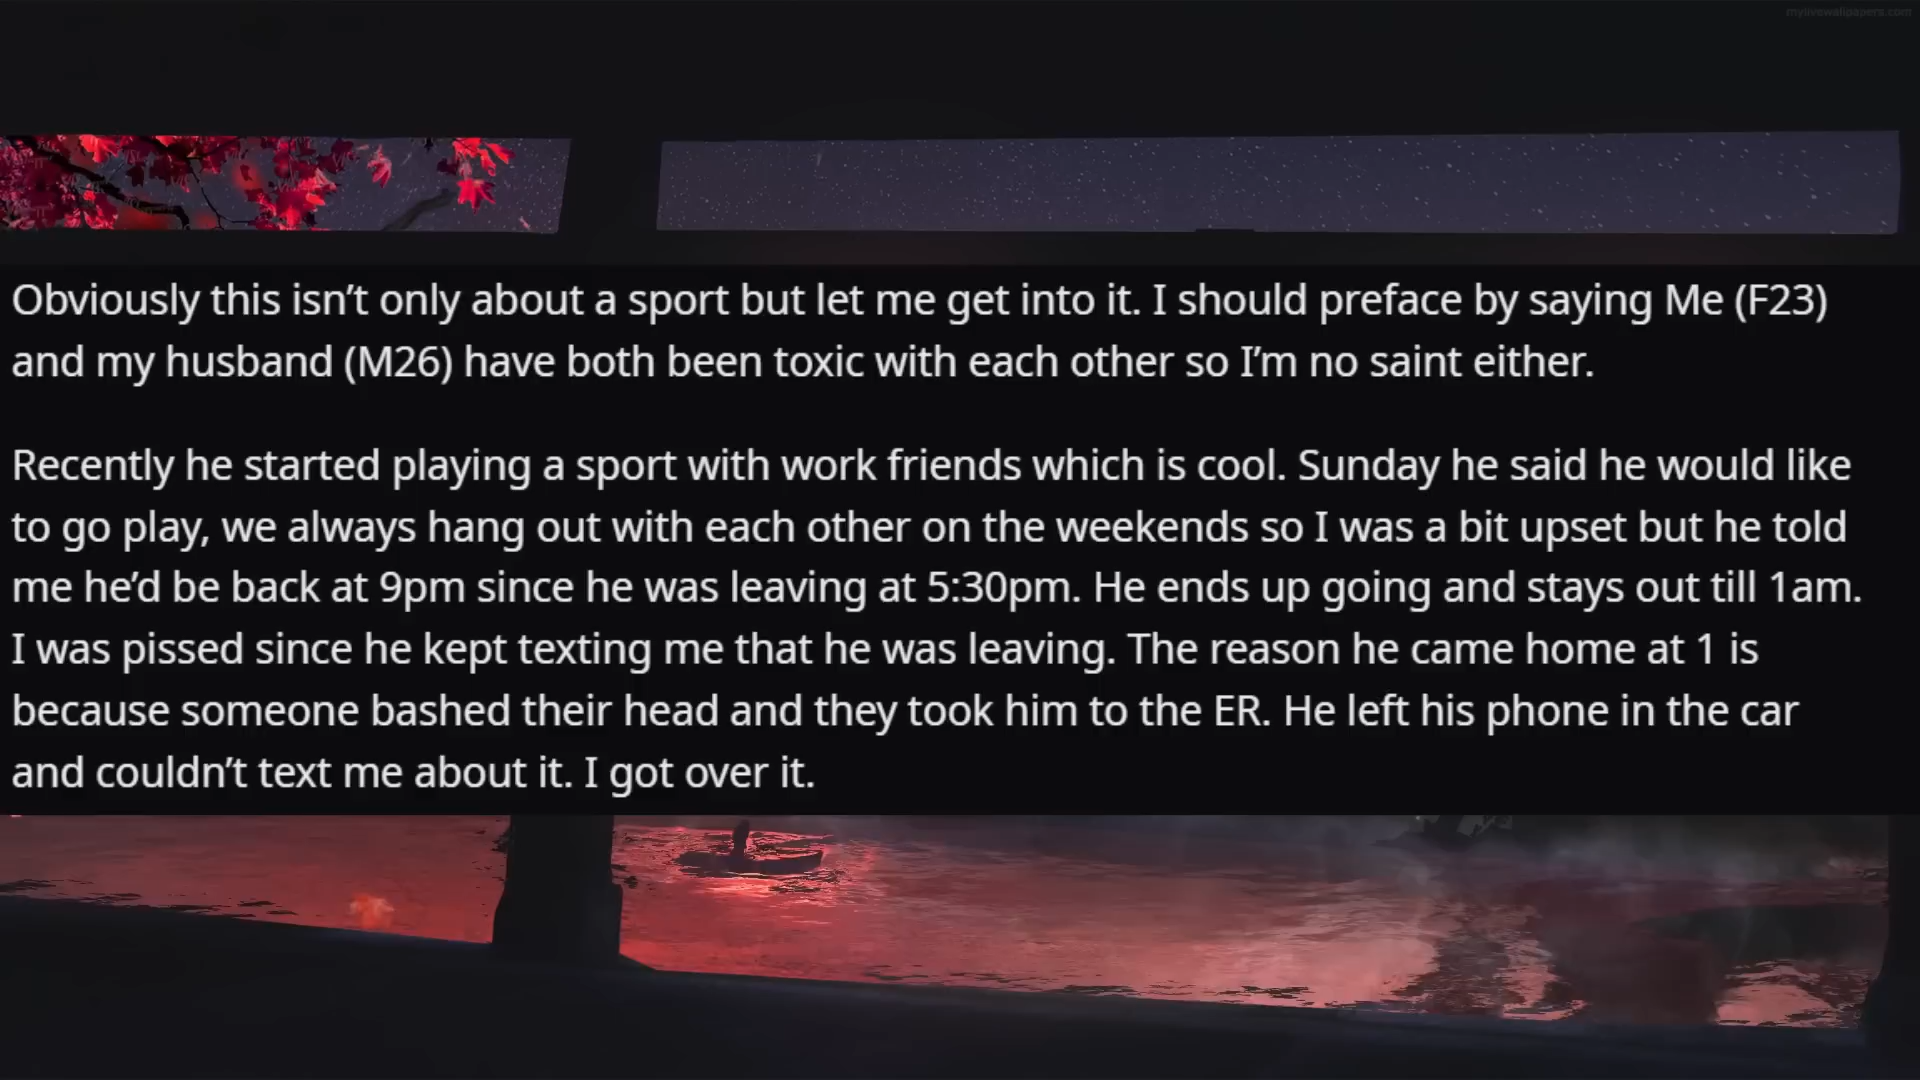 mylivewallpapers.com
Obviously this isn’t only about a sport but let me get into it. I should preface by saying Me (F23)
and my husband (M26) have both been toxic with each other so I’m no saint either.
Recently he started playing a sport with work friends which is cool. Sunday he said he would like
to go play, we always hang out with each other on the weekends so I was a bit upset but he told
me he’d be back at 9pm since he was leaving at 5:30pm. He ends up going and stays out till 1am.
I was pissed since he kept texting me that he was leaving. The reason he came home at 1 is
because someone bashed their head and they took him to the ER. He left his phone in the car
and couldn’t text me about it. I got over it.